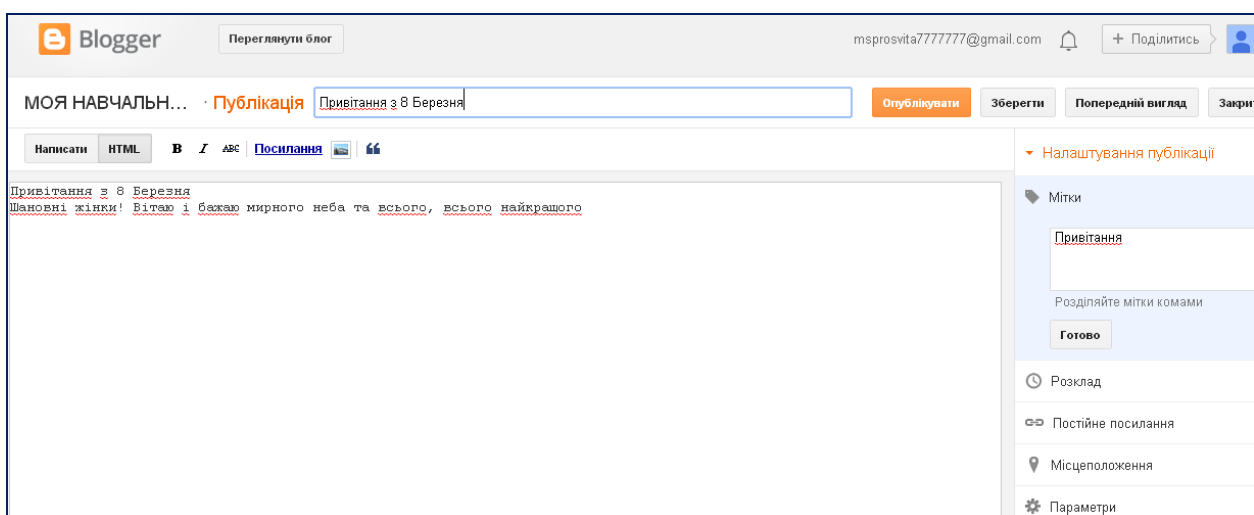 Blogger Переглянути блог msprosvita7777777@gmail.com + Поділитись
МОЯ НАВЧАЛЬН... · Публікація Привітання з 8 Березня Опублікувати Зберегти Попередній вигляд Закрит
Написати HTML B I ABC Посилання
Привітання з 8 Березня
Шановні жінки! Вітаю і бажаю мирного неба та всього, всього найкращого
Налаштування публікації
Мітки
Привітання
Розділяйте мітки комами
Готово
Розклад
Постійне посилання
Місцеположення
Параметри